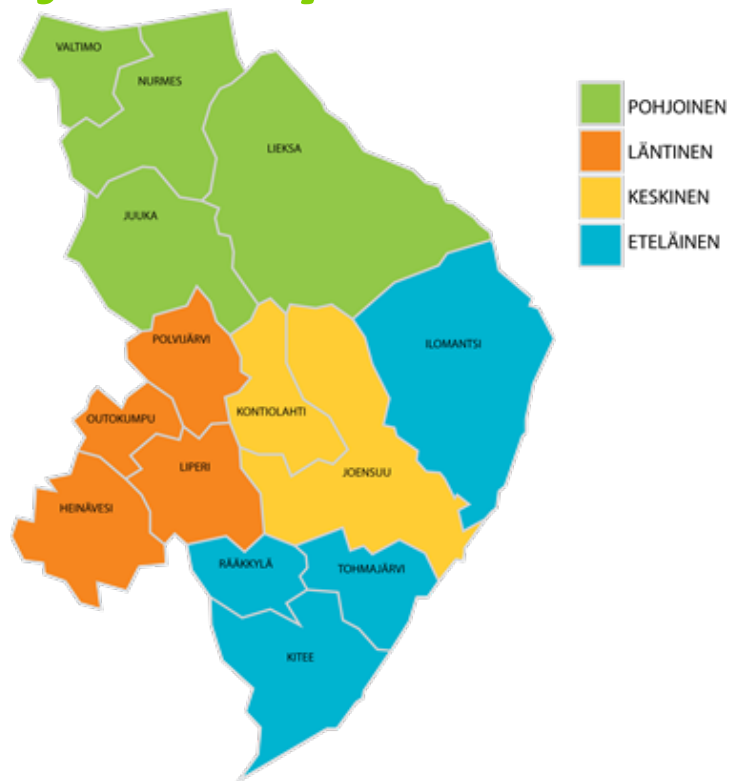 VALTIMO
NURMES
LIEKSA
JUUKA
POLVIJÄRVI
OUTOKUMPU
KONTIOLAHTI
ILOMANTSI
LIPERI
JOENSUU
HEINÄVESI
RÄÄKKYLÄ
TOHMAJÄRVI
KITEE
POHJOINEN
LÄNTINEN
KESKINEN
ETELÄINEN